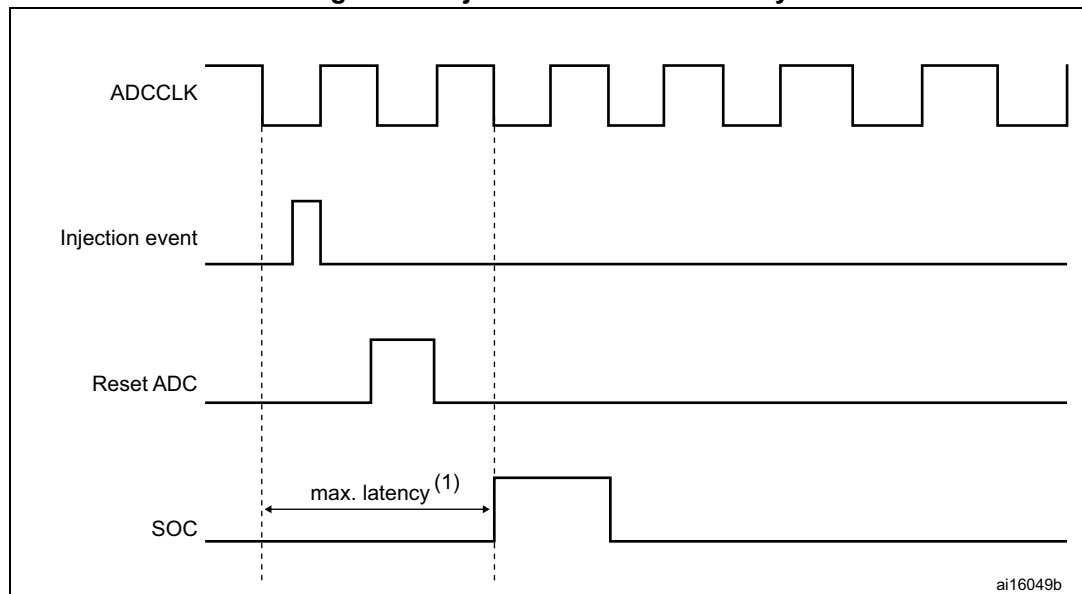 ADCCLK
Injection event
Reset ADC
max. latency (1)
SOC
ai16049b